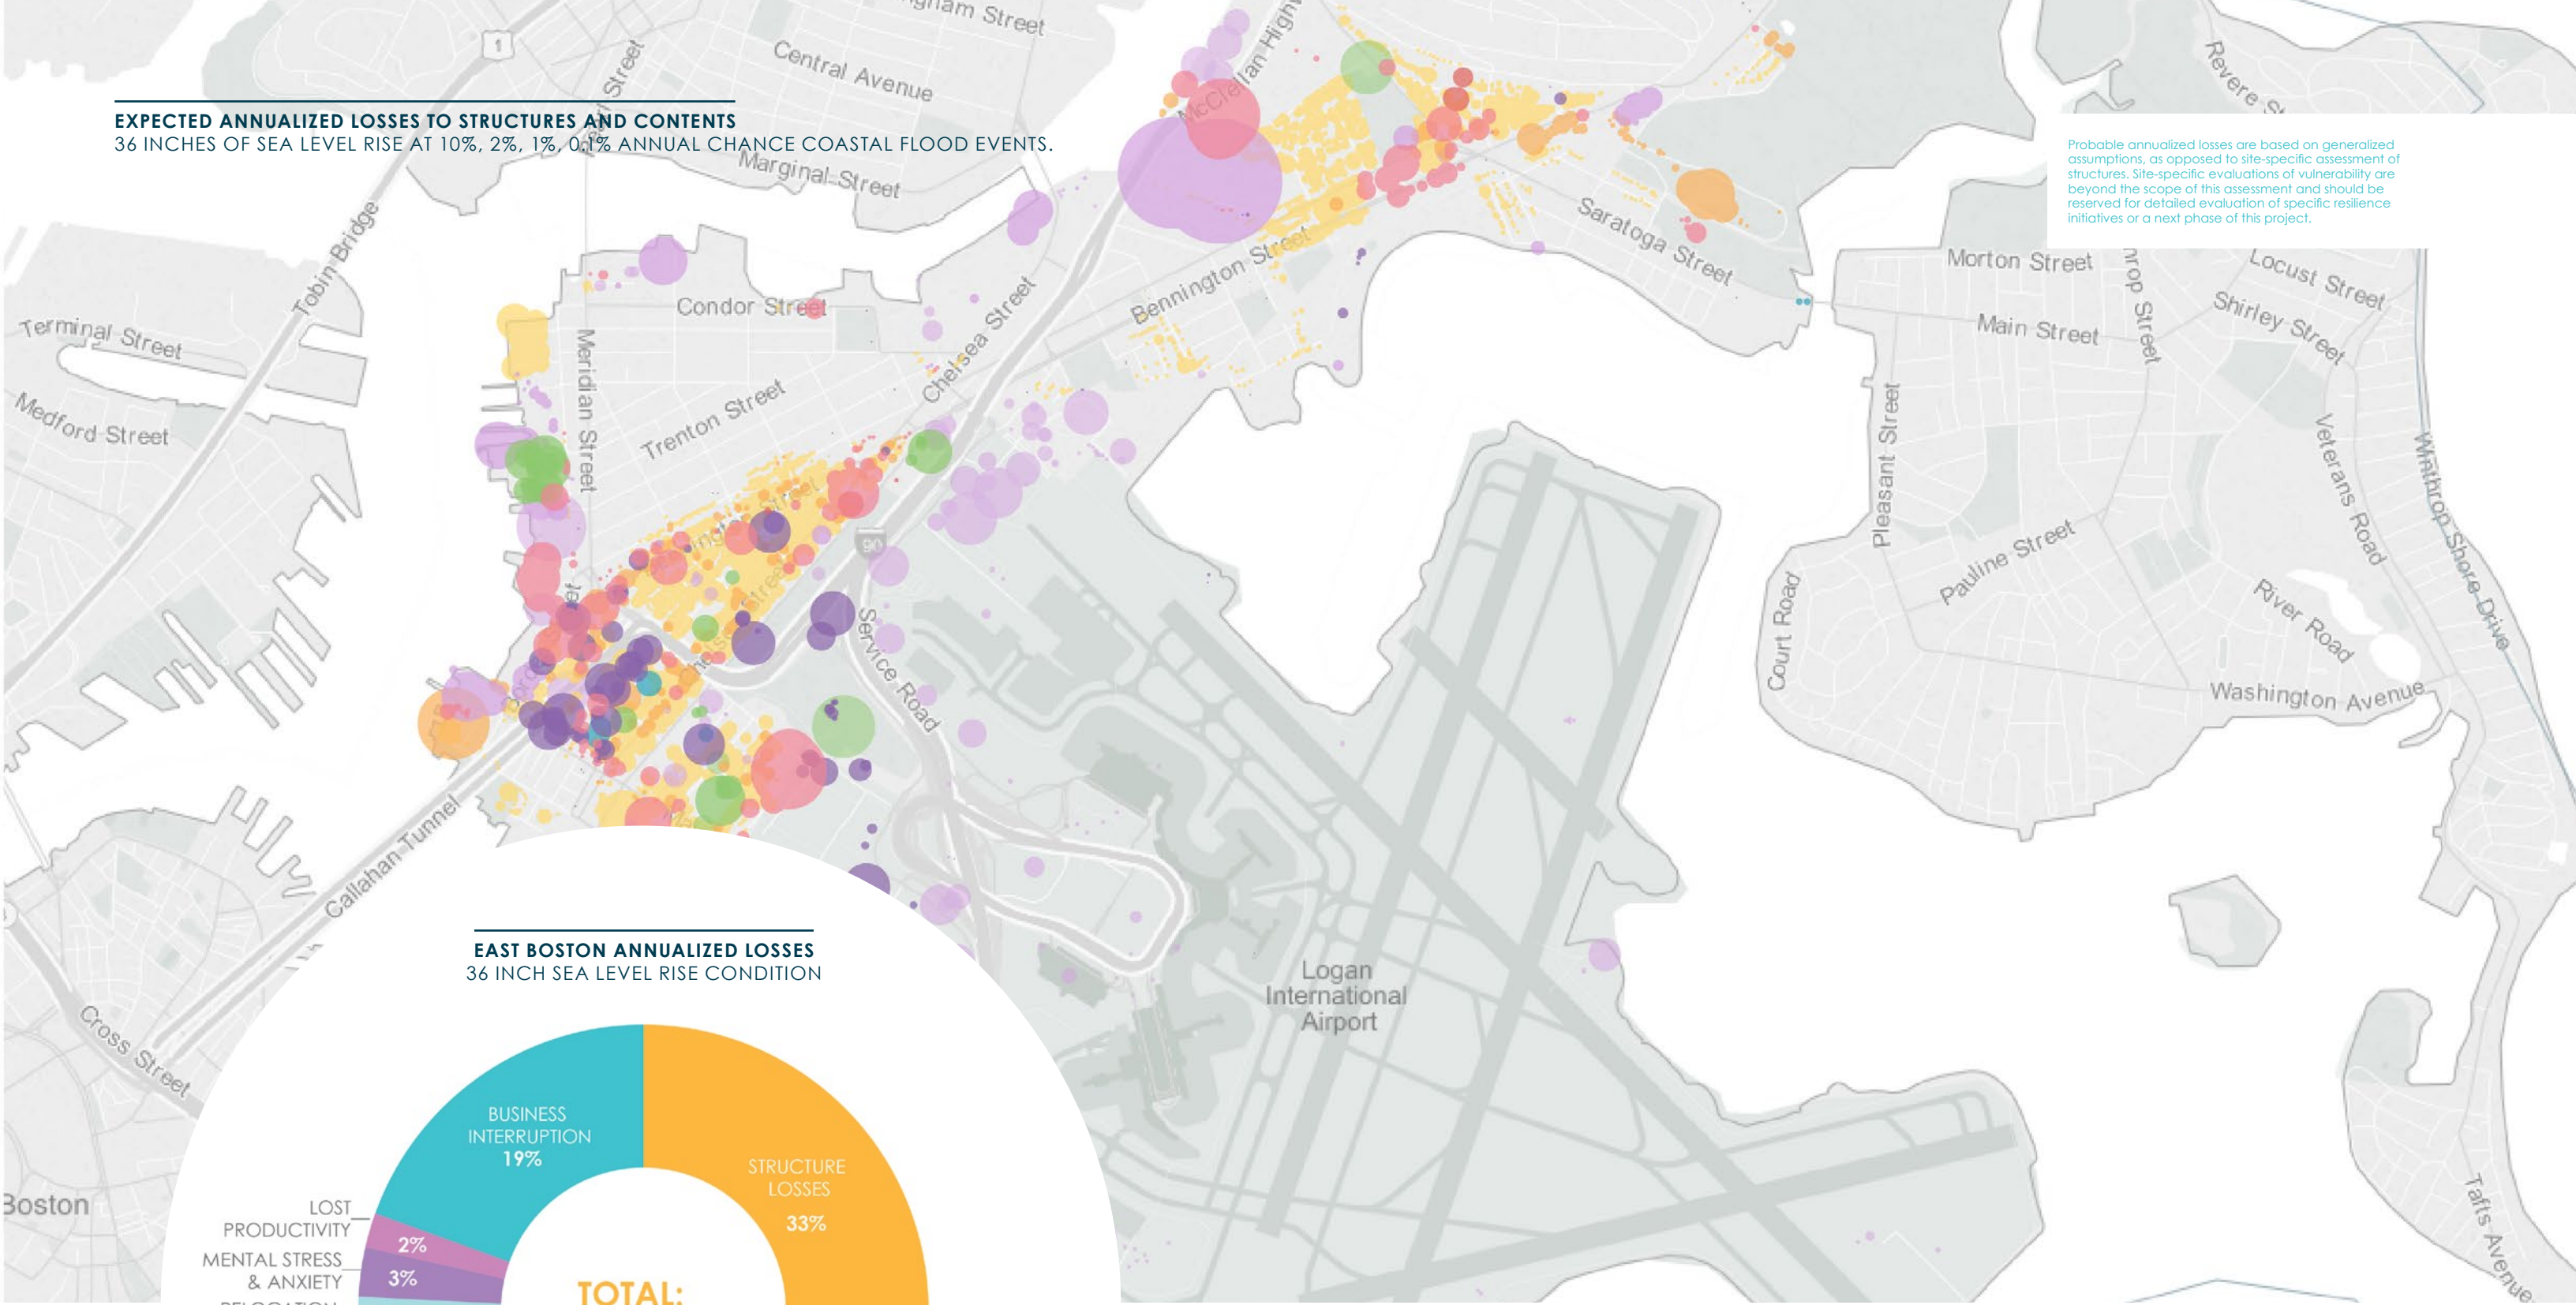 Central Avenue
1
EXPECTED ANNUALIZED LOSSES TO STRUCTURES AND CONTENTS
36 INCHES OF SEA LEVEL RISE AT 10%, 2%, 1%, 0.1% ANNUAL CHANCE COASTAL FLOOD EVENTS.
Marginal Street
Probable annualized losses are based on generalized
assumptions, as opposed to site-specific assessment of
structures. Site-specific evaluations of vulnerability are
beyond the scope of this assessment and should be
reserved for detailed evaluation of specific resilience
initiatives or a next phase of this project.
Tobin Bridge
Terminal Street
Medford Street
Condor Street
Meridian Street
Trenton Street
Chelsea Street
Bennington Street
Saratoga Street
Morton Street
Main Street
Locust Street
Shirley Street
Pleasant Street
Veterans Road
Winthrop Shore Drive
Pauline Street
Court Road
River Road
Washington Avenue
90
Service Road
Callahan Tunnel
Cross Street
Boston
Logan
International
Airport
Tafts Avenue
EAST BOSTON ANNUALIZED LOSSES
36 INCH SEA LEVEL RISE CONDITION
BUSINESS
INTERRUPTION
19%
STRUCTURE
LOSSES
33%
LOST
PRODUCTIVITY
2%
MENTAL STRESS
& ANXIETY
3%
TOTAL: